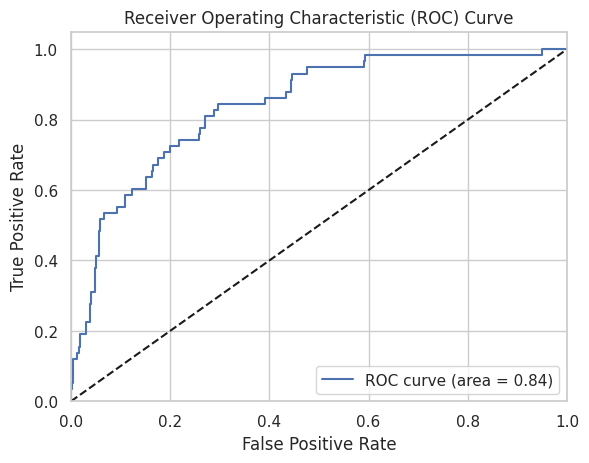 Receiver Operating Characteristic (ROC) Curve
1.0
0.8
0.6
0.4
0.2
0.0
True Positive Rate
ROC curve (area = 0.84)
0.0 0.2 0.4 0.6 0.8 1.0
False Positive Rate